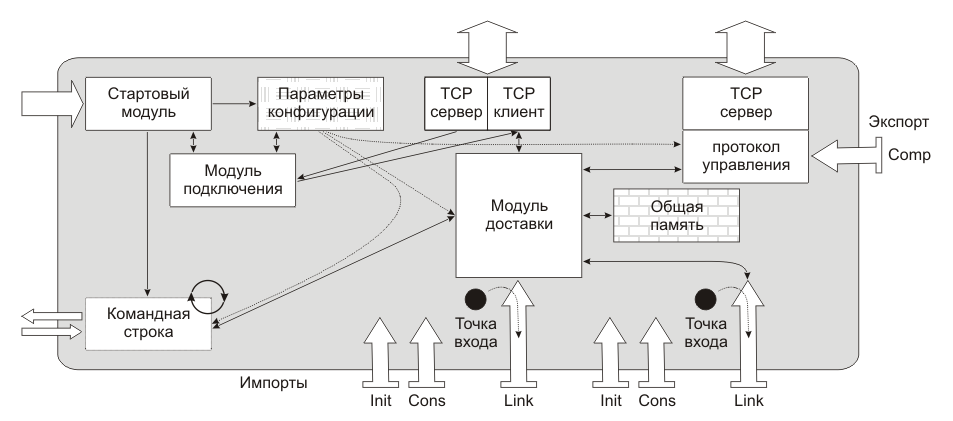 Стартовый
модуль
Параметры
конфигурации
TCP
сервер
TCP
клиент
TCP
сервер
протокол
управления
Экспорт
Comp
Модуль
подключения
Модуль
доставки
Общая
память
Командная
строка
Точка
входа
Точка
входа
Импорты
Init
Cons
Link
Init
Cons
Link